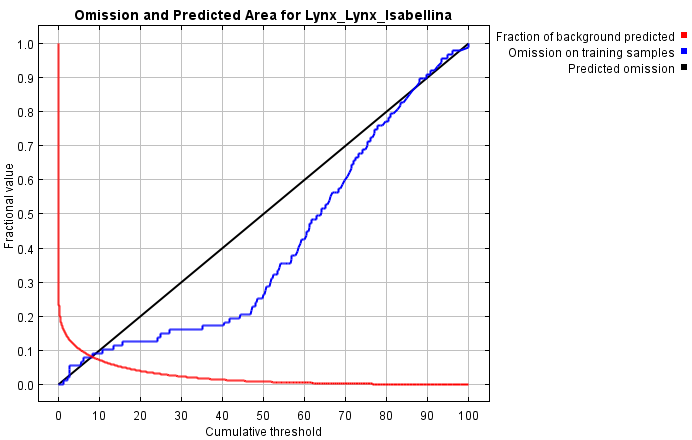 Omission and Predicted Area for Lynx_Lynx_Isabellina
Fraction of background predicted
Omission on training samples
Predicted omission
Fractional value
1.0
0.9
0.8
0.7
0.6
0.5
0.4
0.3
0.2
0.1
0.0
0 10 20 30 40 50 60 70 80 90 100
Cumulative threshold